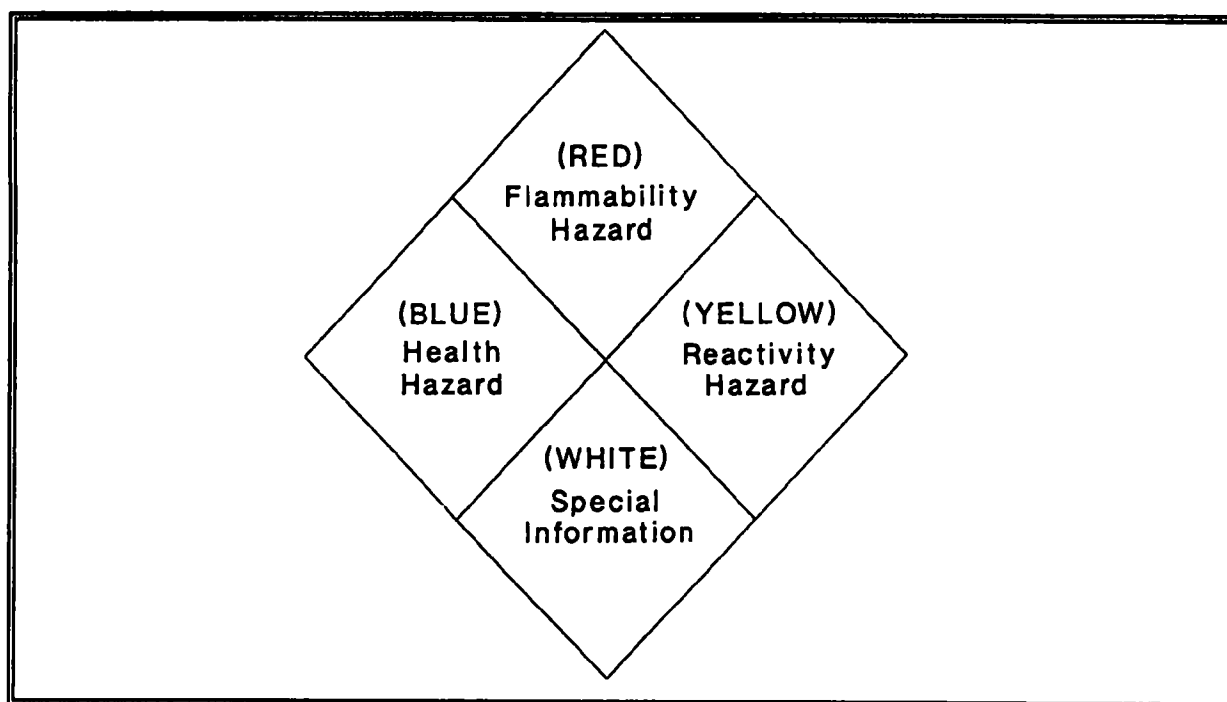 (RED)
Flammability
Hazard
(BLUE)
Health
Hazard
(YELLOW)
Reactivity
Hazard
(WHITE)
Special
Information